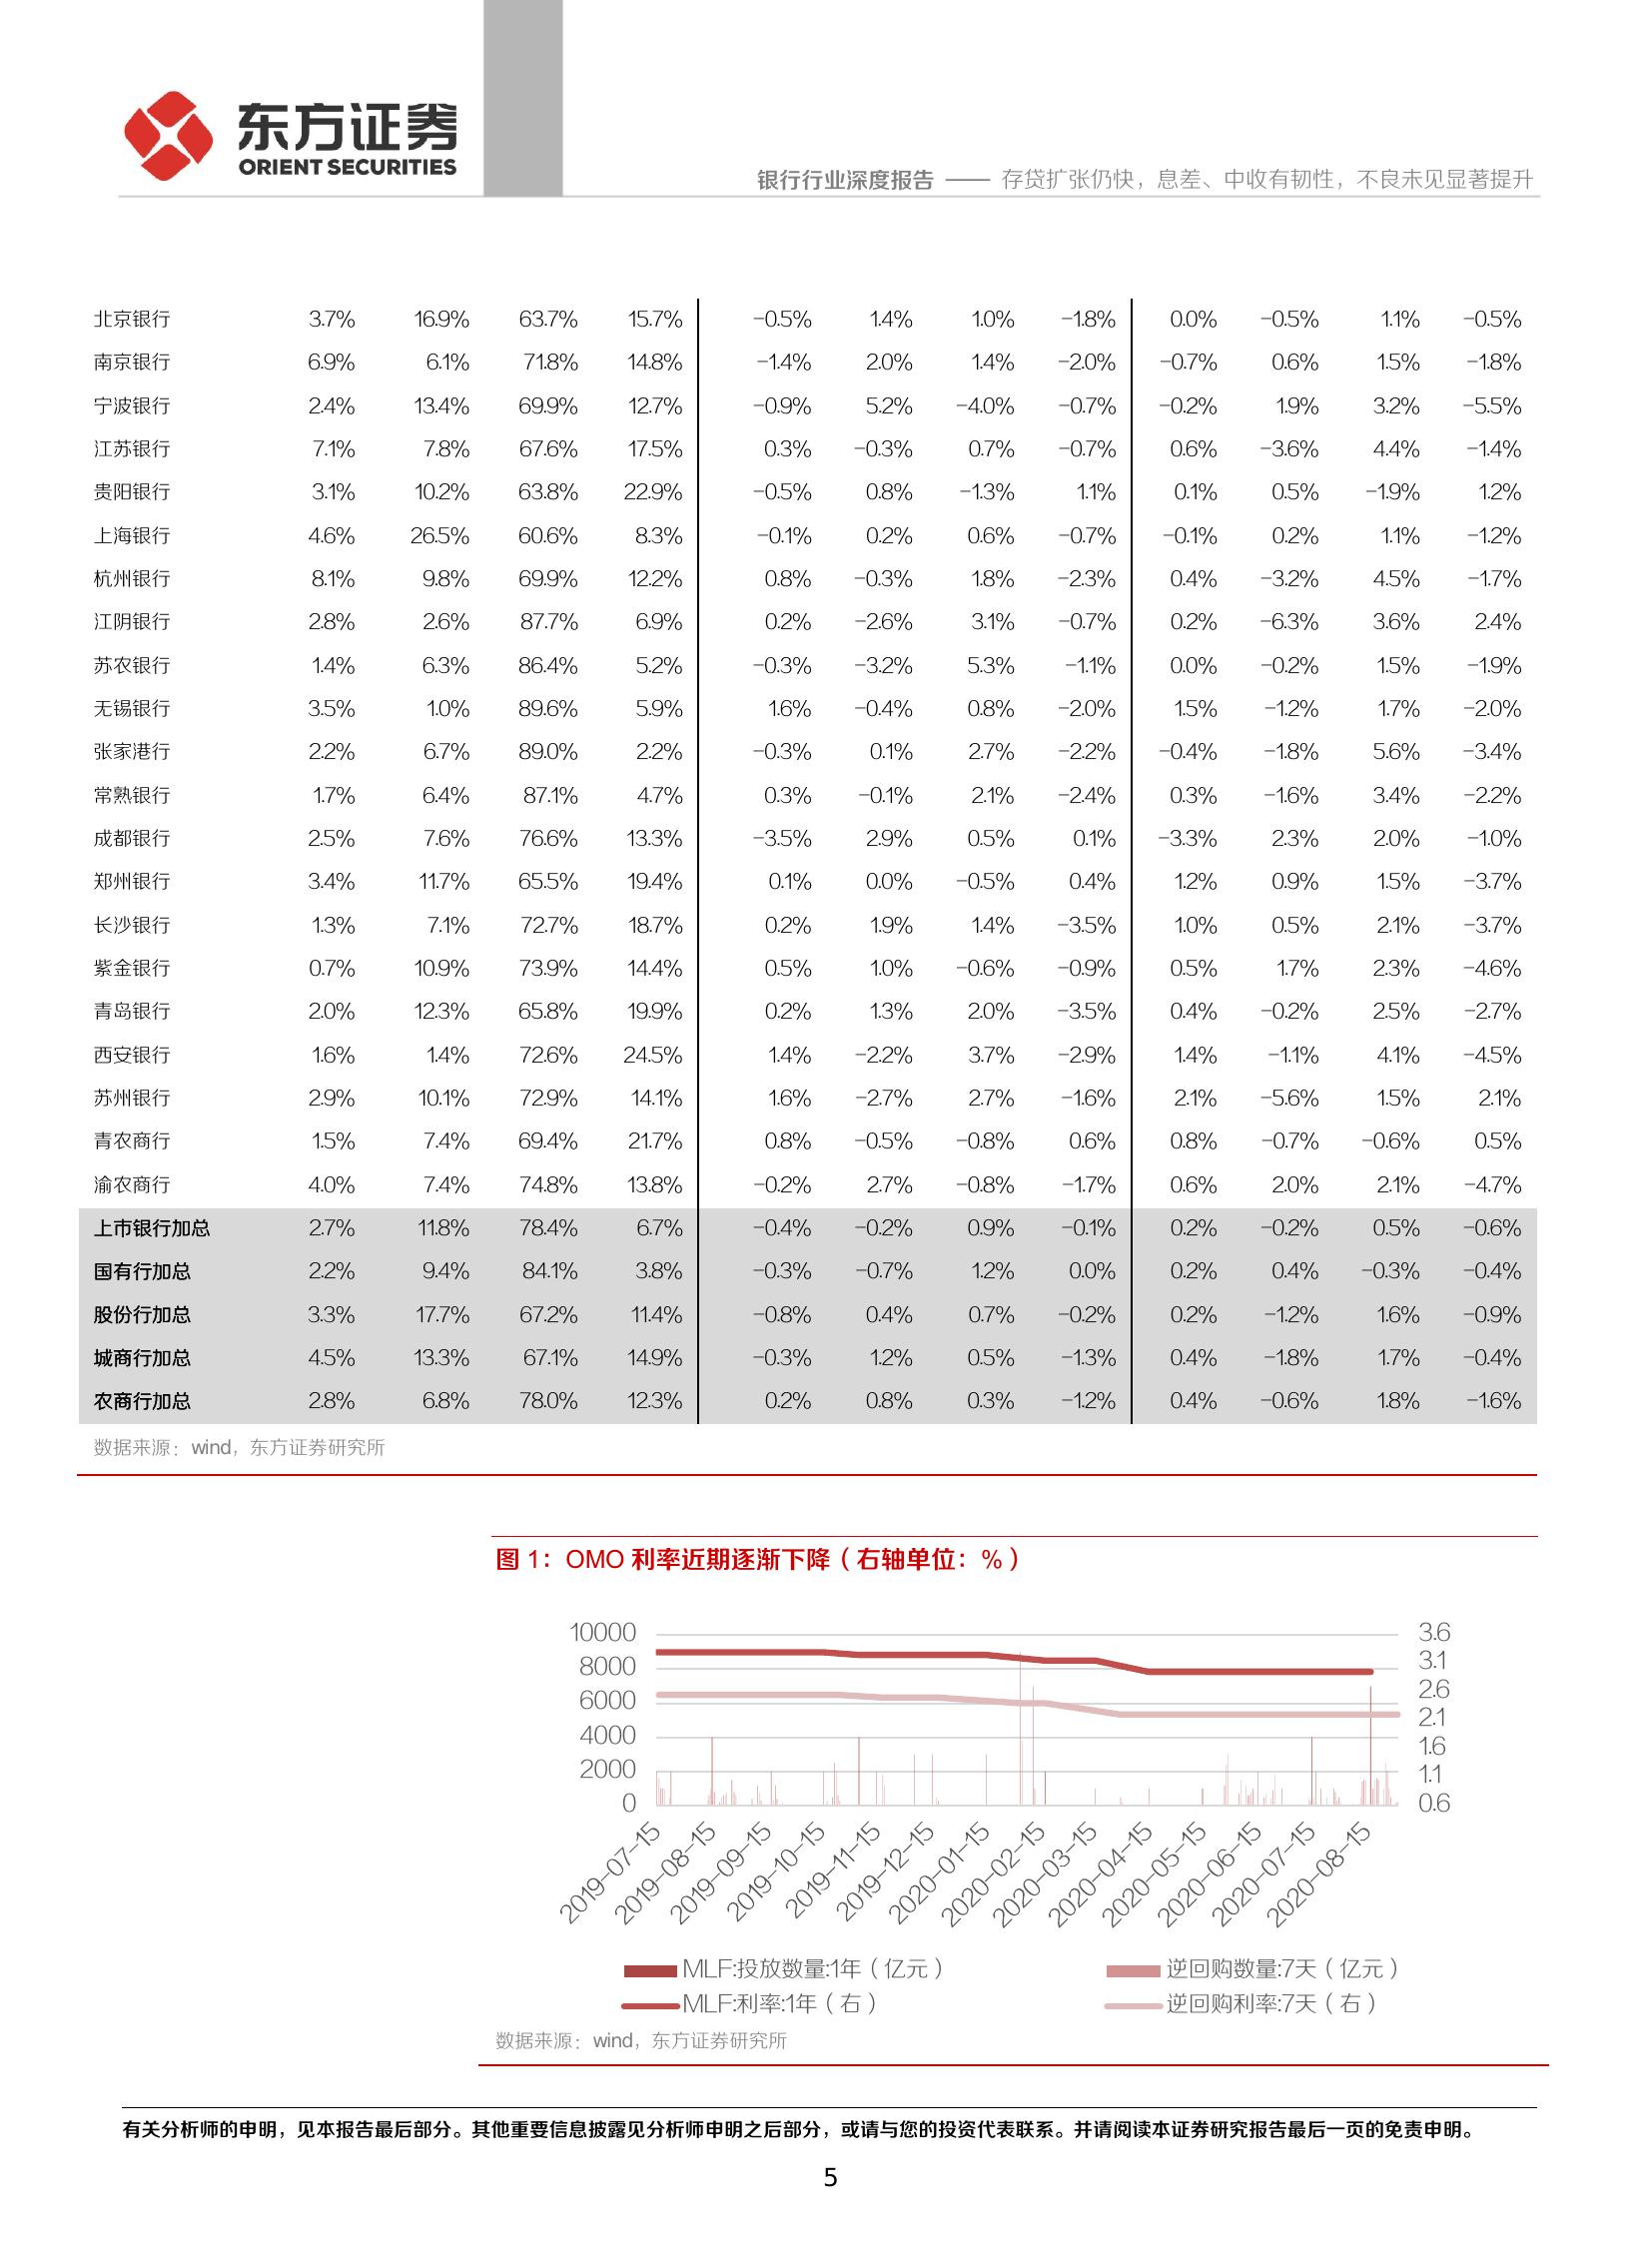 东方证券
ORIENT SECURITIES
银行行业深度报告 —— 存贷扩张仍快，息差、中收有韧性，不良未见显著提升
北京银行 3.7% 16.9% 63.7% 15.7% -0.5% 1.4% 1.0% -1.8% 0.0% -0.5% 1.1% -0.5%
南京银行 6.9% 6.1% 71.8% 14.8% -1.4% 2.0% 1.4% -2.0% -0.7% 0.6% 1.5% -1.8%
宁波银行 2.4% 13.4% 69.9% 12.7% -0.9% 5.2% -4.0% -0.7% -0.2% 1.9% 3.2% -5.5%
江苏银行 7.1% 7.8% 67.6% 17.5% 0.3% -0.3% 0.7% -0.7% 0.6% -3.6% 4.4% -1.4%
贵阳银行 3.1% 10.2% 63.8% 22.9% -0.5% 0.8% -1.3% 1.1% 0.1% 0.5% -1.9% 1.2%
上海银行 4.6% 26.5% 60.6% 8.3% -0.1% 0.2% 0.6% -0.7% -0.1% 0.2% 1.1% -1.2%
杭州银行 8.1% 9.8% 69.9% 12.2% 0.8% -0.3% 1.8% -2.3% 0.4% -3.2% 4.5% -1.7%
江阴银行 2.8% 2.6% 87.7% 6.9% 0.2% -2.6% 3.1% -0.7% 0.2% -6.3% 3.6% 2.4%
苏农银行 1.4% 6.3% 86.4% 5.2% -0.3% -3.2% 5.3% -1.1% 0.0% -0.2% 1.5% -1.9%
无锡银行 3.5% 1.0% 89.6% 5.9% 1.6% -0.4% 0.8% -2.0% 1.5% -1.2% 1.7% -2.0%
张家港行 2.2% 6.7% 89.0% 2.2% -0.3% 0.1% 2.7% -2.2% -0.4% -1.8% 5.6% -3.4%
常熟银行 1.7% 6.4% 87.1% 4.7% 0.3% -0.1% 2.1% -2.4% 0.3% -1.6% 3.4% -2.2%
成都银行 2.5% 7.6% 76.6% 13.3% -3.5% 2.9% 0.5% 0.1% -3.3% 2.3% 2.0% -1.0%
郑州银行 3.4% 11.7% 65.5% 19.4% 0.1% 0.0% -0.5% 0.4% 1.2% 0.9% 1.5% -3.7%
长沙银行 1.3% 7.1% 72.7% 18.7% 0.2% 1.9% 1.4% -3.5% 1.0% 0.5% 2.1% -3.7%
紫金银行 0.7% 10.9% 73.9% 14.4% 0.5% 1.0% -0.6% -0.9% 0.5% 1.7% 2.3% -4.6%
青岛银行 2.0% 12.3% 65.8% 19.9% 0.2% 1.3% 2.0% -3.5% 0.4% -0.2% 2.5% -2.7%
西安银行 1.6% 1.4% 72.6% 24.5% 1.4% -2.2% 3.7% -2.9% 1.4% -1.1% 4.1% -4.5%
苏州银行 2.9% 10.1% 72.9% 14.1% 1.6% -2.7% 2.7% -1.6% 2.1% -5.6% 1.5% 2.1%
青农商行 1.5% 7.4% 69.4% 21.7% 0.8% -0.5% -0.8% 0.6% 0.8% -0.7% -0.6% 0.5%
渝农商行 4.0% 7.4% 74.8% 13.8% -0.2% 2.7% -0.8% -1.7% 0.6% 2.0% 2.1% -4.7%
上市银行加总 2.7% 11.8% 78.4% 6.7% -0.4% -0.2% 0.9% -0.1% 0.2% -0.2% 0.5% -0.6%
国有行加总 2.2% 9.4% 84.1% 3.8% -0.3% -0.7% 1.2% 0.0% 0.2% 0.4% -0.3% -0.4%
股份行加总 3.3% 17.7% 67.2% 11.4% -0.8% 0.4% 0.7% -0.2% 0.2% -1.2% 1.6% -0.9%
城商行加总 4.5% 13.3% 67.1% 14.9% -0.3% 1.2% 0.5% -1.3% 0.4% -1.8% 1.7% -0.4%
农商行加总 2.8% 6.8% 78.0% 12.3% 0.2% 0.8% 0.3% -1.2% 0.4% -0.6% 1.8% -1.6%
数据来源：wind，东方证券研究所
图 1：OMO 利率近期逐渐下降（右轴单位：%）
10000 3.6
8000 3.1
6000 2.6
4000 2.1
2000 1.6
0 1.1
0.6
2019-07-15 2019-08-15 2019-09-15 2019-10-15 2019-11-15 2019-12-15 2020-01-15 2020-02-15 2020-03-15 2020-04-15 2020-05-15 2020-06-15 2020-07-15 2020-08-15
MLF:投放数量:1年（亿元） 逆回购数量:7天（亿元）
MLF:利率:1年（右） 逆回购利率:7天（右）
数据来源：wind，东方证券研究所
有关分析师的申明，见本报告最后部分。其他重要信息披露见分析师申明之后部分，或请与您的投资代表联系。并请阅读本证券研究报告最后一页的免责申明。
5